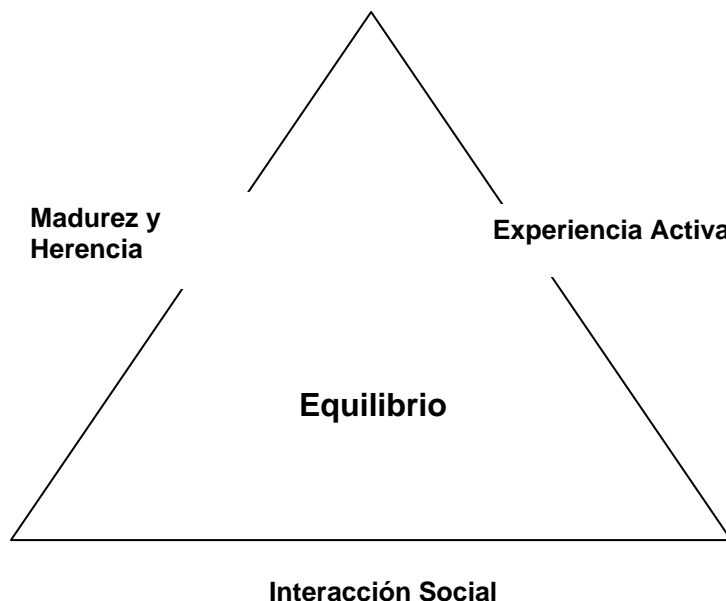 Madurez y
Herencia
Experiencia Activa
Equilibrio
Interacción Social